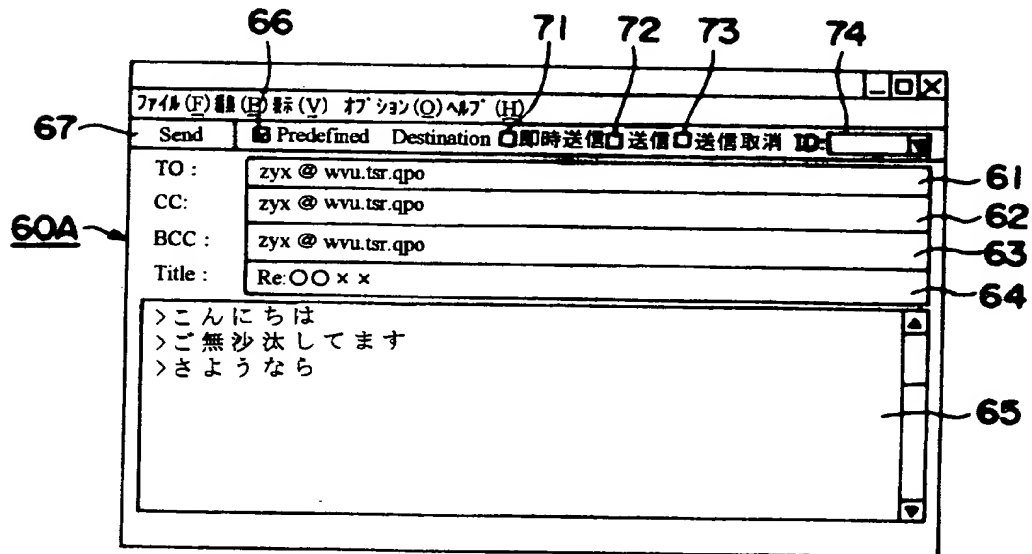 66 71 72 73 74
ファイル(F) 編集(E) 表示(V) オプション(O) ヘルプ(H)
67 Send Predefined Destination 即時送信 送信 送信取消 ID:
TO : zyx @ wvu.tsr.qpo 61
CC: zyx @ wvu.tsr.qpo 62
60A
BCC : zyx @ wvu.tsr.qpo 63
Title : Re:○○×× 64
>こんにちは
>ご無沙汰してます
>さようなら
65